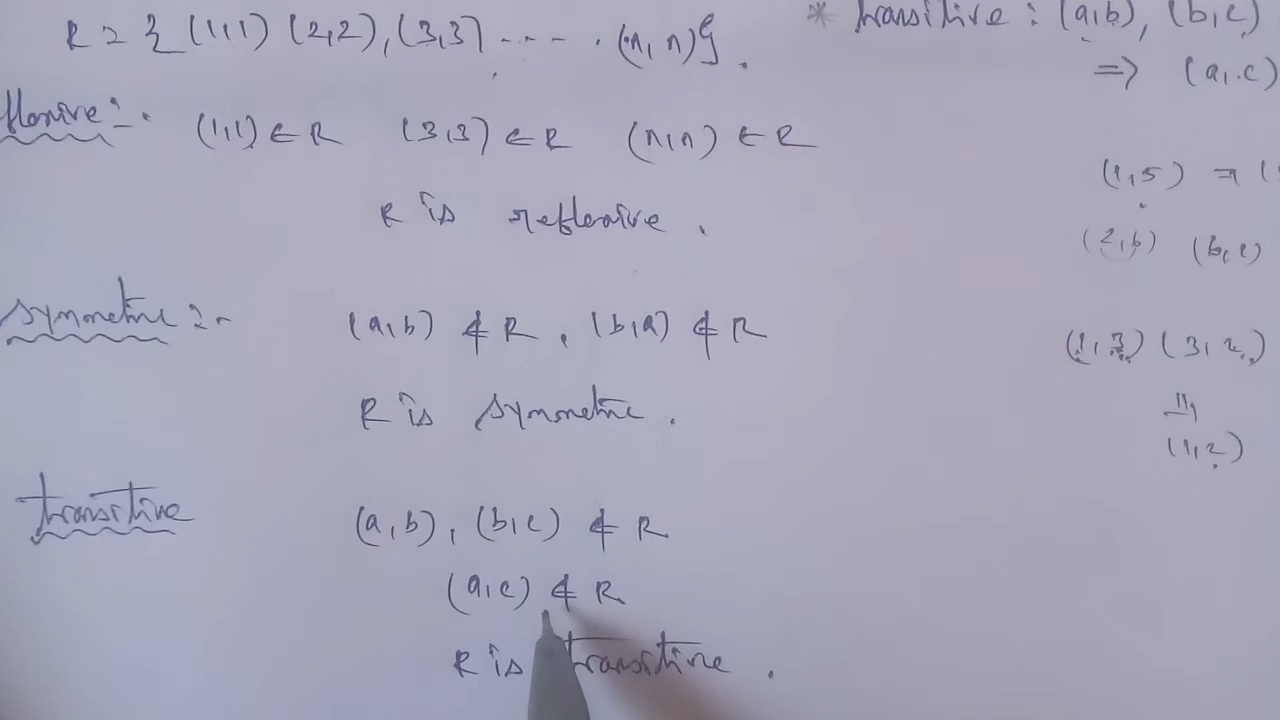 R = { (1,1) (2,2), (3,3) ----- . (n, n)}.
* transitive : (a,b), (b,c)
=> (a,c)
flexive :-
(1,1) ∈ R (3,3) ∈ R (n,n) ∈ R
(1,5) =
R is reflexive.
(2,b) (b,c)
symmetric :-
(a,b) ∉ R, (b,a) ∉ R
(1,3) (3,2)
R is symmetric.
(1,2)
transitive
(a,b), (b,c) ∉ R
(a,c) ∉ R
R is transitive.